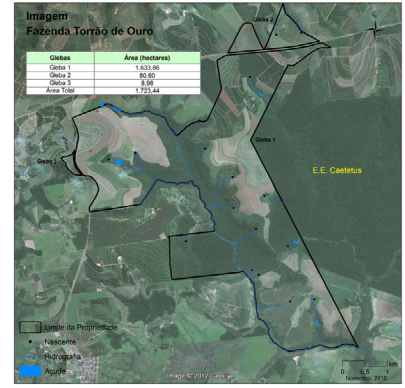 Imagem
Fazenda Torrão de Ouro
Gleba 2
Glebas Área (hectares)
Gleba 1 1.633,86
Gleba 2 80,60
Gleba 3 8,98
Área Total 1.723,44
Gleba 1
Gleba 3
E.E. Caetetus
Limite da Propriedade
Nascente
Hidrografia
Açude
Image © 2012 GeoEye
km
0 0,5 1
Novembro, 2012